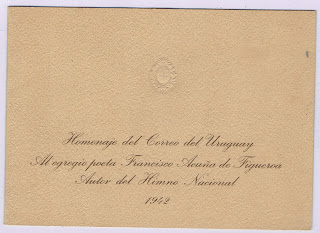 Homenaje del Correo del Uruguay
Al egregio poeta Francisco Acuña de Figueroa
Autor del Himno Nacional
1942